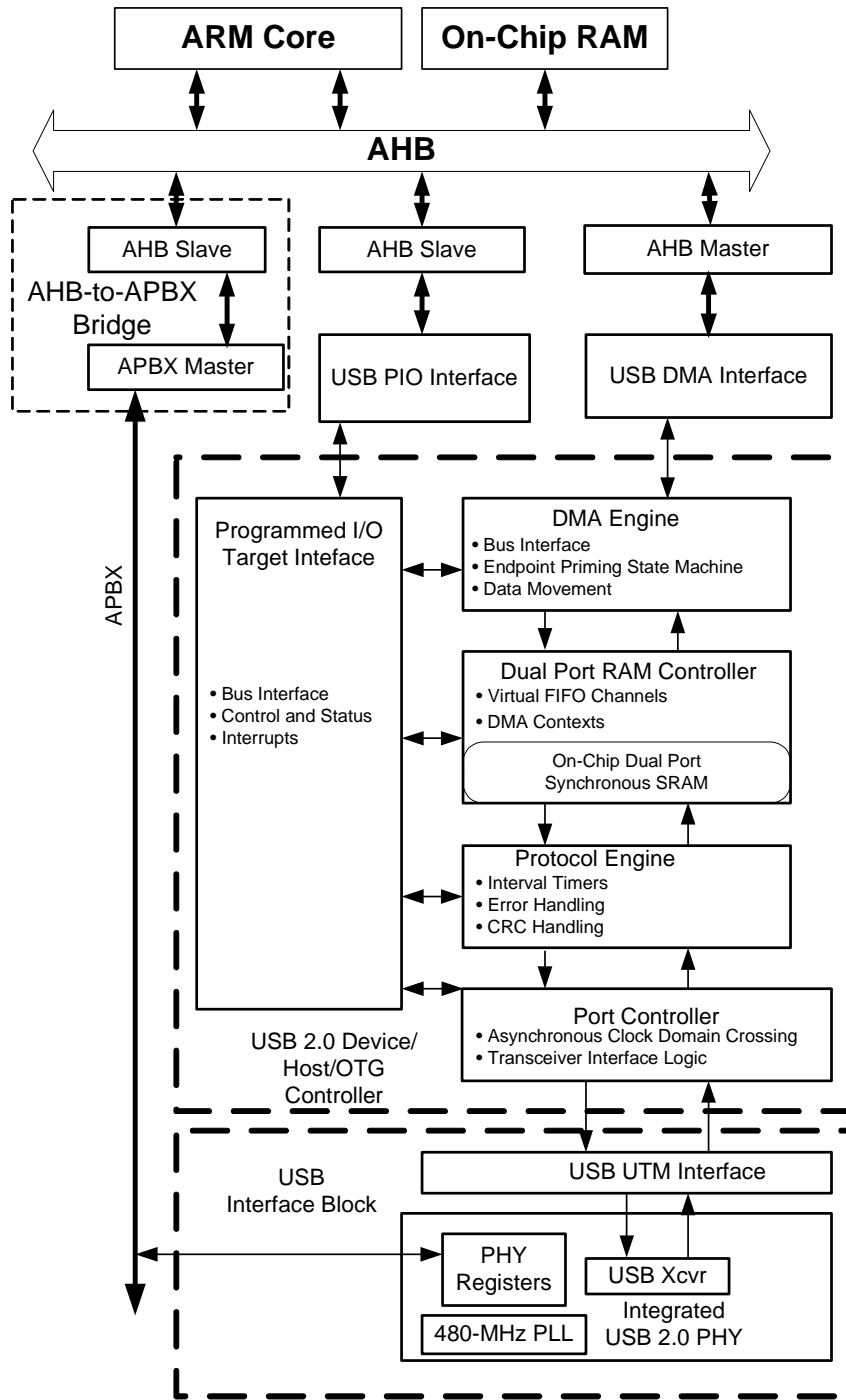 ARM Core
On-Chip RAM
AHB
AHB Slave
AHB Slave
AHB Master
AHB-to-APBX
Bridge
APBX Master
USB PIO Interface
USB DMA Interface
APBX
Programmed I/O
Target Inteface
• Bus Interface
• Control and Status
• Interrupts
DMA Engine
• Bus Interface
• Endpoint Priming State Machine
• Data Movement
Dual Port RAM Controller
• Virtual FIFO Channels
• DMA Contexts
On-Chip Dual Port
Synchronous SRAM
Protocol Engine
• Interval Timers
• Error Handling
• CRC Handling
Port Controller
• Asynchronous Clock Domain Crossing
• Transceiver Interface Logic
USB 2.0 Device/
Host/OTG
Controller
USB UTM Interface
USB
Interface Block
PHY
Registers
USB Xcvr
480-MHz PLL
Integrated
USB 2.0 PHY